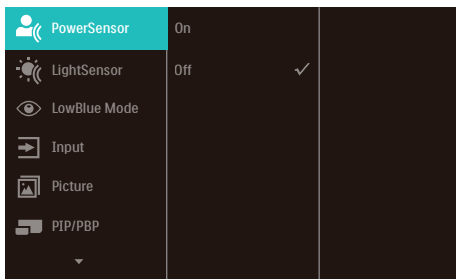 PowerSensor
On
LightSensor
Off
LowBlue Mode
Input
Picture
PIP/PBP